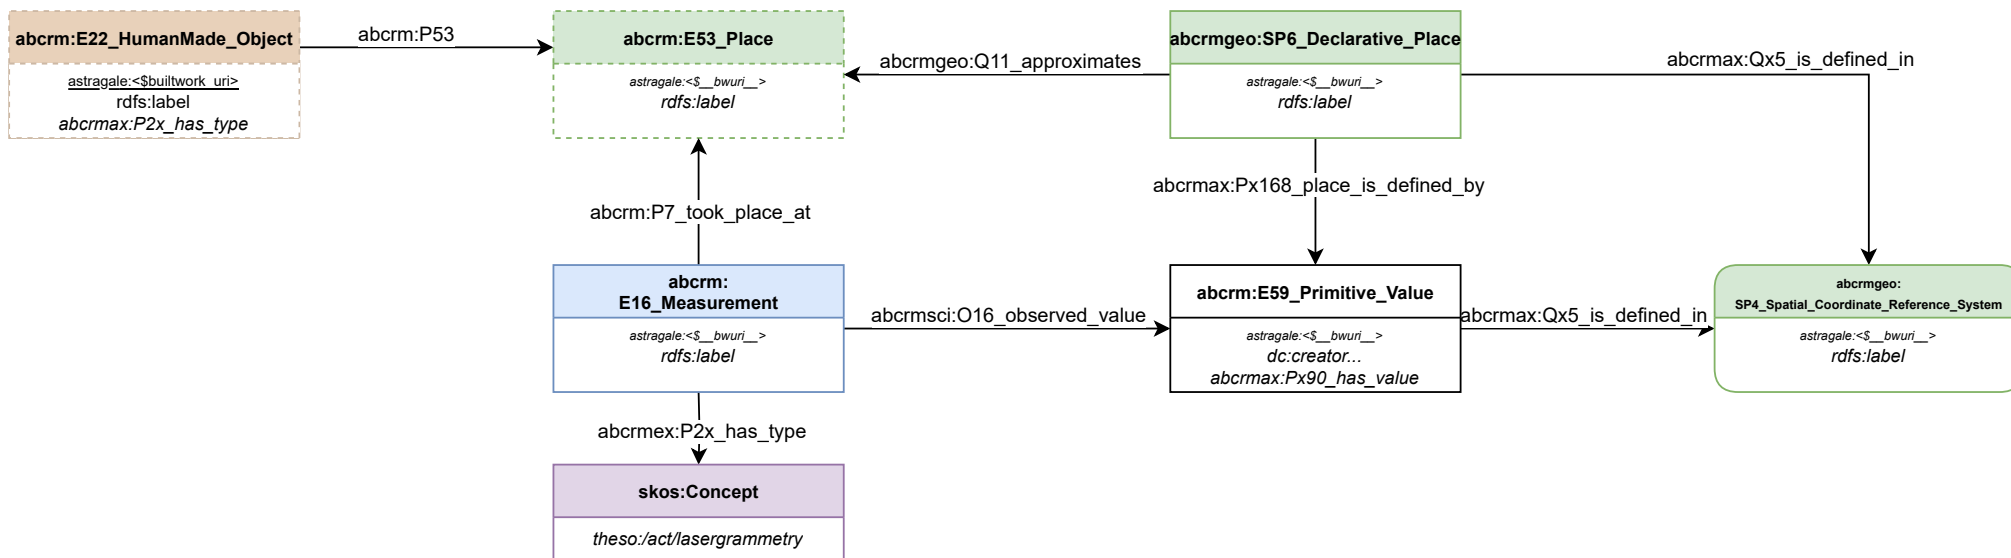 abcrm:E22_HumanMade_Object
astragale:<$builtwork_uri>
rdfs:label
abcrmax:P2x_has_type
abcrm:P53
abcrm:E53_Place
astragale:<$__bwuri__>
rdfs:label
abcrmgeo:Q11_approximates
abcrmgeo:SP6_Declarative_Place
astragale:<$__bwuri__>
rdfs:label
abcrmax:Qx5_is_defined_in
abcrm:P7_took_place_at
abcrmax:Px168_place_is_defined_by
abcrm:
E16_Measurement
astragale:<$__bwuri__>
rdfs:label
abcrmsci:O16_observed_value
abcrm:E59_Primitive_Value
astragale:<$__bwuri__>
dc:creator...
abcrmax:Px90_has_value
abcrmax:Qx5_is_defined_in
abcrmgeo:
SP4_Spatial_Coordinate_Reference_System
astragale:<$__bwuri__>
rdfs:label
abcrmex:P2x_has_type
skos:Concept
theso:/act/lasergrammetry